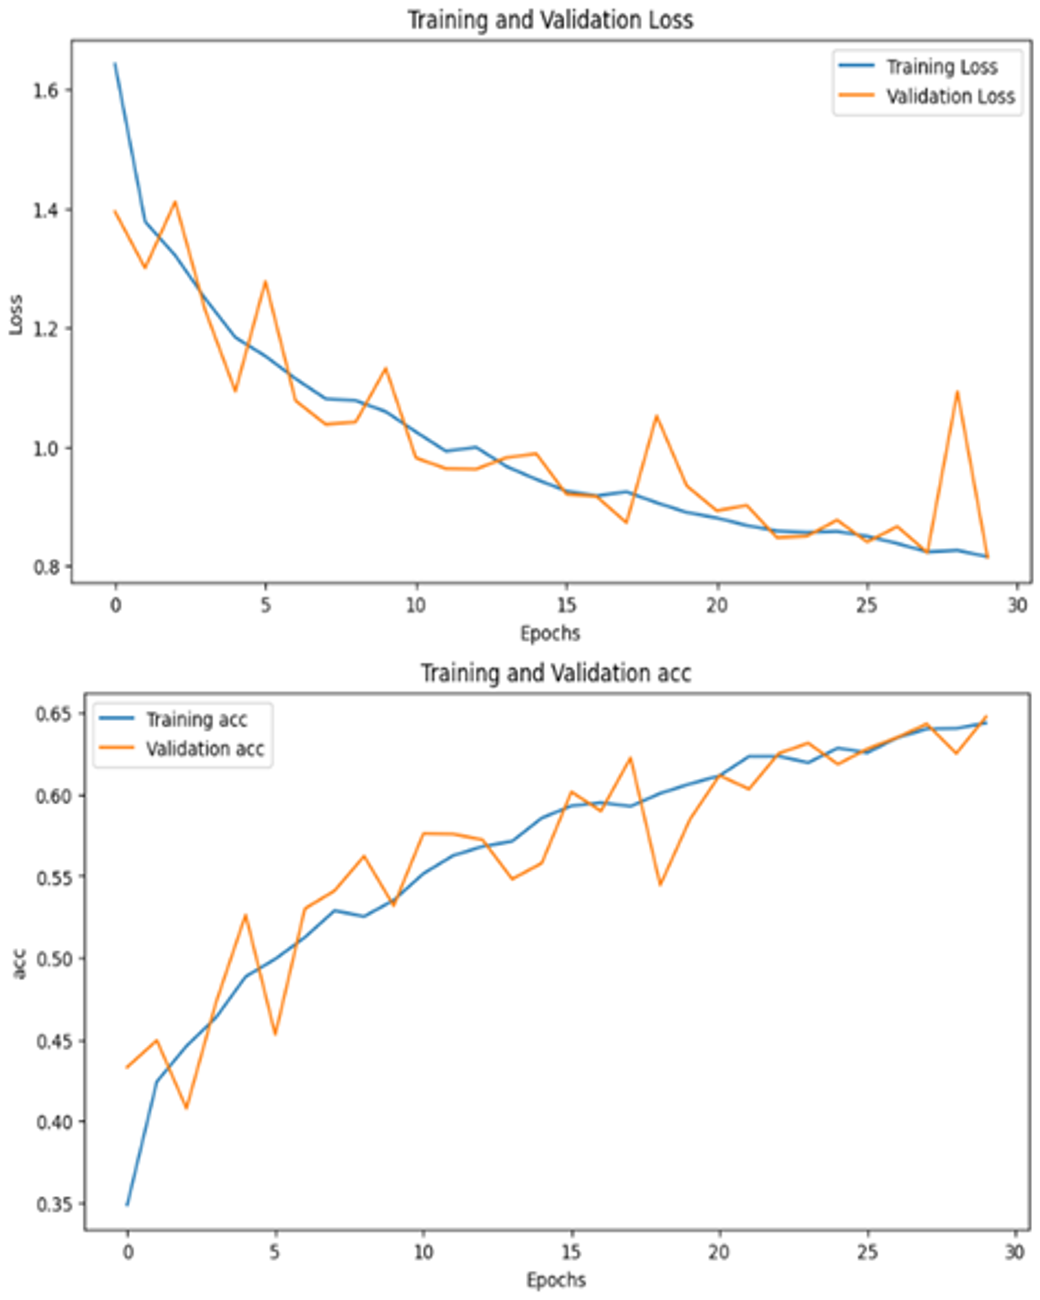 Training and Validation Loss
Training Loss
Validation Loss
1.6
1.4
1.2
1.0
0.8
Loss
0 5 10 15 20 25 30
Epochs
Training and Validation acc
Training acc
Validation acc
0.65
0.60
0.55
0.50
0.45
0.40
0.35
acc
0 5 10 15 20 25 30
Epochs